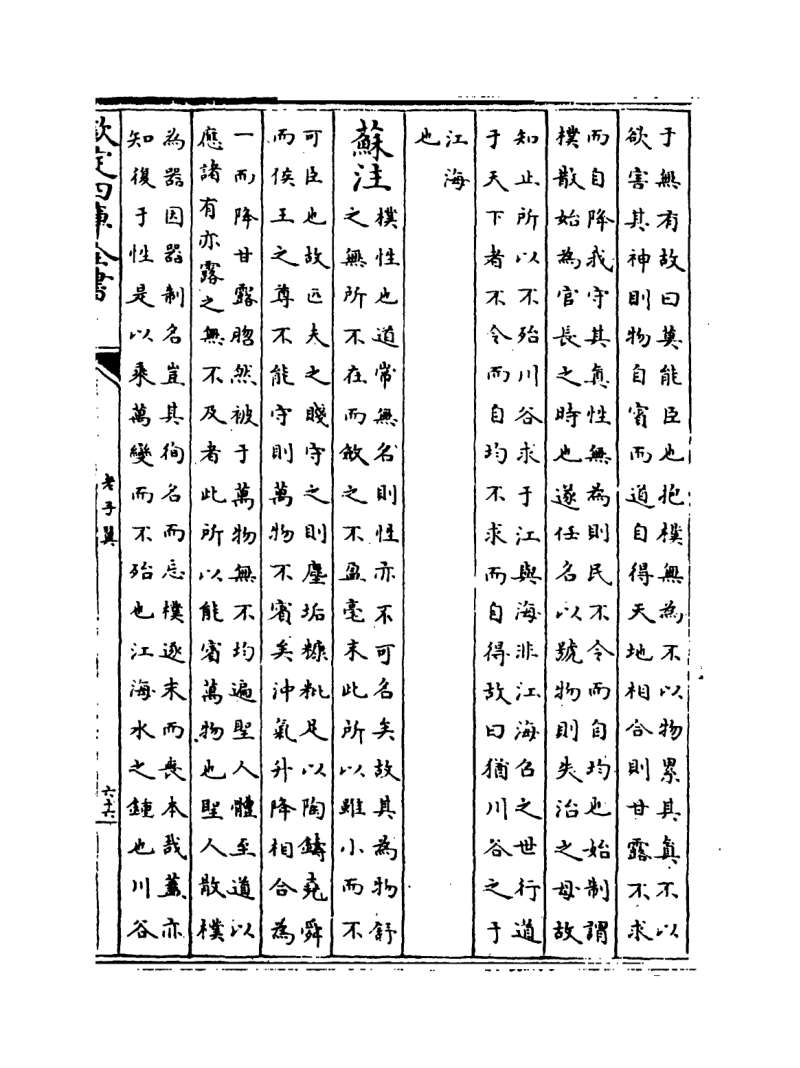 于無有故曰莫能臣也抱樸無為不以物累其真不以
欲害其神則物自賓而道自得天地相合則甘露不求
而自降我守其真性無為則民不令而自均也始制謂
樸散始為官長之時也遂任名以號物則失治之母故
知止所以不殆川谷求于江與海非江海召之世行道
于天下者不令而自均不求而自得故曰猶川谷之于
江海
也
蘇注
樸性也道常無名則性亦不可名矣故其為物舒
之無所不在而斂之不盈毫末此所以雖小而不
可臣也故匹夫之賤守之則塵垢糠粃足以陶鑄堯舜
而侯王之尊不能守則萬物不賓矣沖氣升降相合為
一而降甘露脗然被于萬物無不均遍聖人體至道以
應諸有亦露之無不及者此所以能賓萬物也聖人散樸
為器因器制名豈其徇名而忘樸逐末而喪本哉蓋亦
知復于性是以乘萬變而不殆也江海水之鍾也川谷
欽定四庫全書
老子翼
六十六